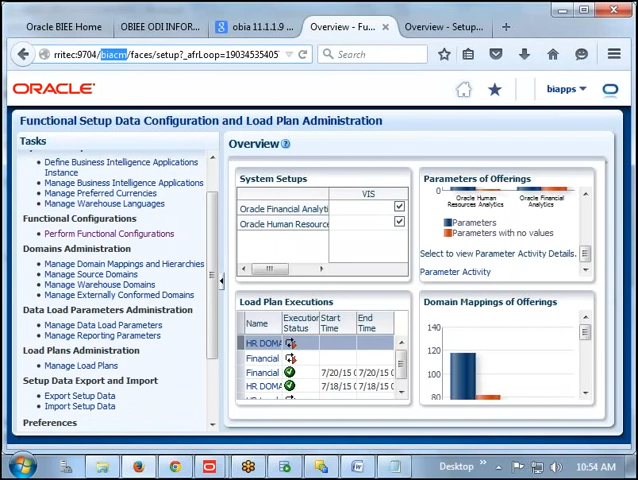 Oracle BIEE Home
OBIEE ODI INFOR...
obia 11.1.1.9 ...
Overview - Fu...
Overview - Setup...
rritec:9704/biacm/faces/setup?_afrLoop=19034535405
Search
ORACLE
biapps
Functional Setup Data Configuration and Load Plan Administration
Tasks
Define Business Intelligence Applications
Instance
Manage Business Intelligence Applications
Manage Preferred Currencies
Manage Warehouse Languages
Functional Configurations
Perform Functional Configurations
Domains Administration
Manage Domain Mappings and Hierarchies
Manage Source Domains
Manage Warehouse Domains
Manage Externally Conformed Domains
Data Load Parameters Administration
Manage Data Load Parameters
Manage Reporting Parameters
Load Plans Administration
Manage Load Plans
Setup Data Export and Import
Export Setup Data
Import Setup Data
Preferences
Overview
System Setups
VIS
Oracle Financial Analyti
Oracle Human Resource
Parameters of Offerings
0
Oracle Human
Resources Analytics
Oracle Financial
Analytics
Parameters
Parameters with no values
Select to view Parameter Activity Details.
Parameter Activity
Load Plan Executions
Name
Execution
Status
Start
Time
End
Time
HR DOMA
Financial
Financial
7/20/15
7/20/15
HR DOMA
7/18/15
7/18/15
Domain Mappings of Offerings
140
120
100
80
Desktop
10:54 AM